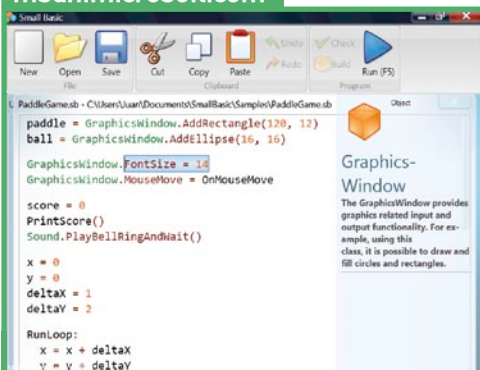 Small Basic
New Open Save Cut Copy Paste Undo Redo Check Build Run (F5)
File Clipboard Program
PaddleGame.sb - C:\Users\Juan\Documents\SmallBasic\Samples\PaddleGame.sb
paddle = GraphicsWindow.AddRectangle(120, 12)
ball = GraphicsWindow.AddEllipse(16, 16)
GraphicsWindow.FontSize = 14
GraphicsWindow.MouseMove = OnMouseMove
score = 0
PrintScore()
Sound.PlayBellRingAndWait()
x = 0
y = 0
deltaX = 1
deltaY = 2
RunLoop:
x = x + deltaX
y = y + deltaY
Object
Graphics-
Window
The GraphicsWindow provides
graphics related input and
output functionality. For ex-
ample, using this
class, it is possible to draw and
fill circles and rectangles.